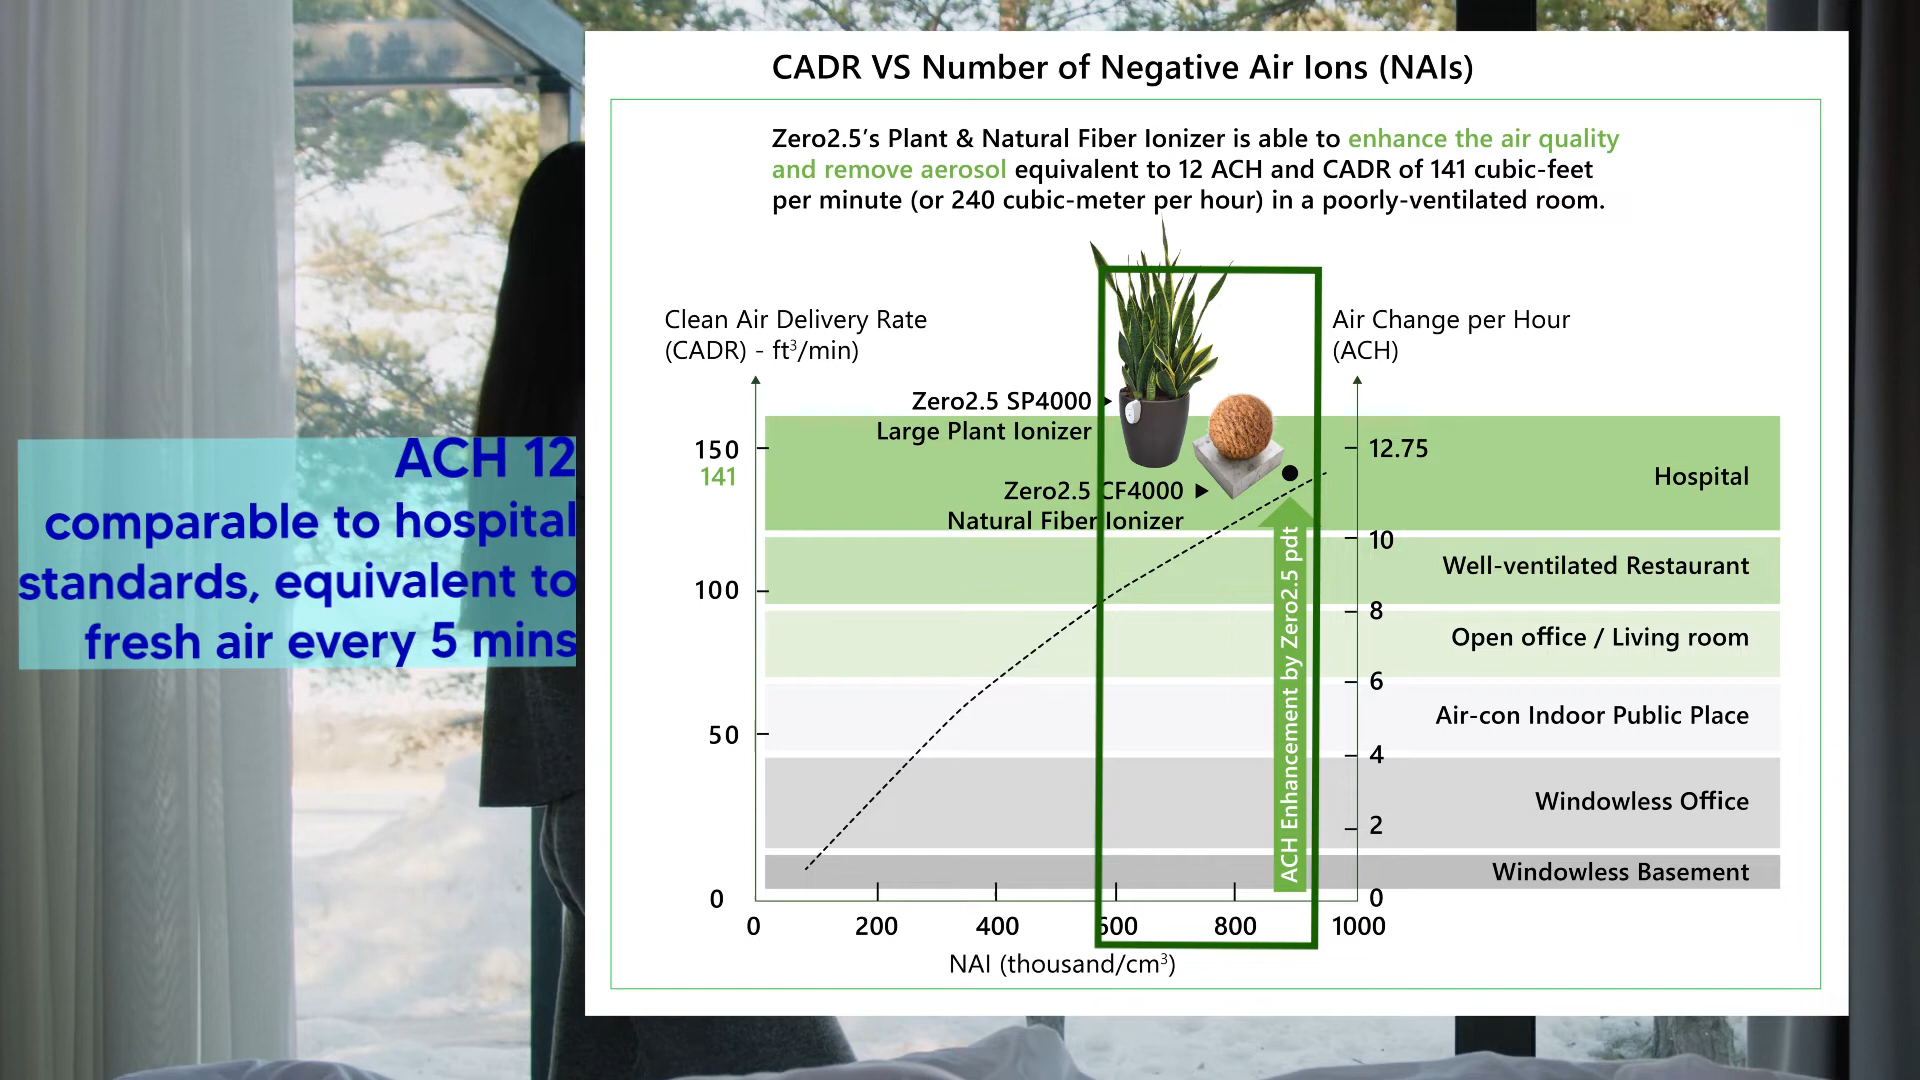 CADR VS Number of Negative Air Ions (NAIs)
Zero2.5's Plant & Natural Fiber Ionizer is able to enhance the air quality
and remove aerosol equivalent to 12 ACH and CADR of 141 cubic-feet
per minute (or 240 cubic-meter per hour) in a poorly-ventilated room.
ACH 12
comparable to hospital
standards, equivalent to
fresh air every 5 mins
Clean Air Delivery Rate
(CADR) - ft³/min)
Air Change per Hour
(ACH)
Zero2.5 SP4000
Large Plant Ionizer
Zero2.5 CF4000
Natural Fiber Ionizer
150
141
100
50
0
12.75
10
8
6
4
2
0
Hospital
Well-ventilated Restaurant
Open office / Living room
Air-con Indoor Public Place
Windowless Office
Windowless Basement
ACH Enhancement by Zero2.5 pdt
0
200
400
600
800
1000
NAI (thousand/cm³)